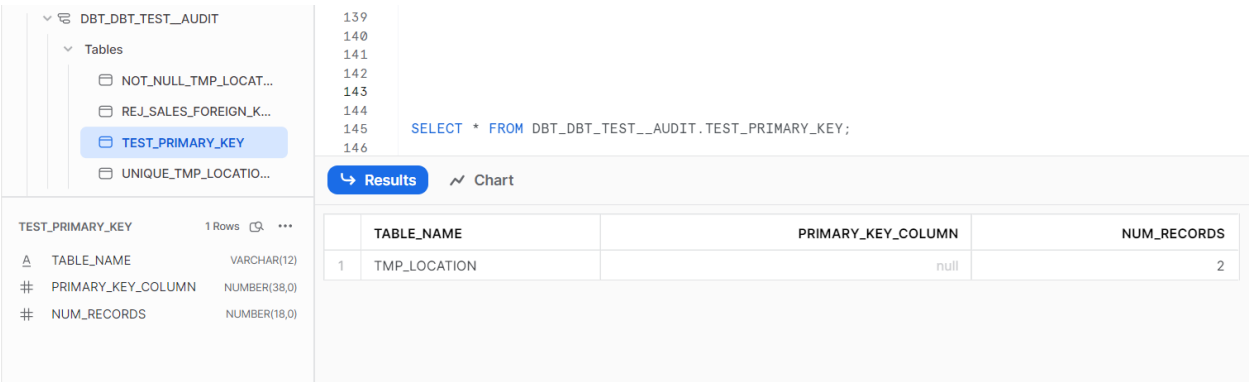 DBT_DBT_TEST__AUDIT
Tables
NOT_NULL_TMP_LOCAT...
REJ_SALES_FOREIGN_K...
TEST_PRIMARY_KEY
UNIQUE_TMP_LOCATIO...
TEST_PRIMARY_KEY 1 Rows
A TABLE_NAME VARCHAR(12)
# PRIMARY_KEY_COLUMN NUMBER(38,0)
# NUM_RECORDS NUMBER(18,0)
139
140
141
142
143
144
145 SELECT * FROM DBT_DBT_TEST__AUDIT.TEST_PRIMARY_KEY;
146
Results Chart
TABLE_NAME PRIMARY_KEY_COLUMN NUM_RECORDS
1 TMP_LOCATION null 2